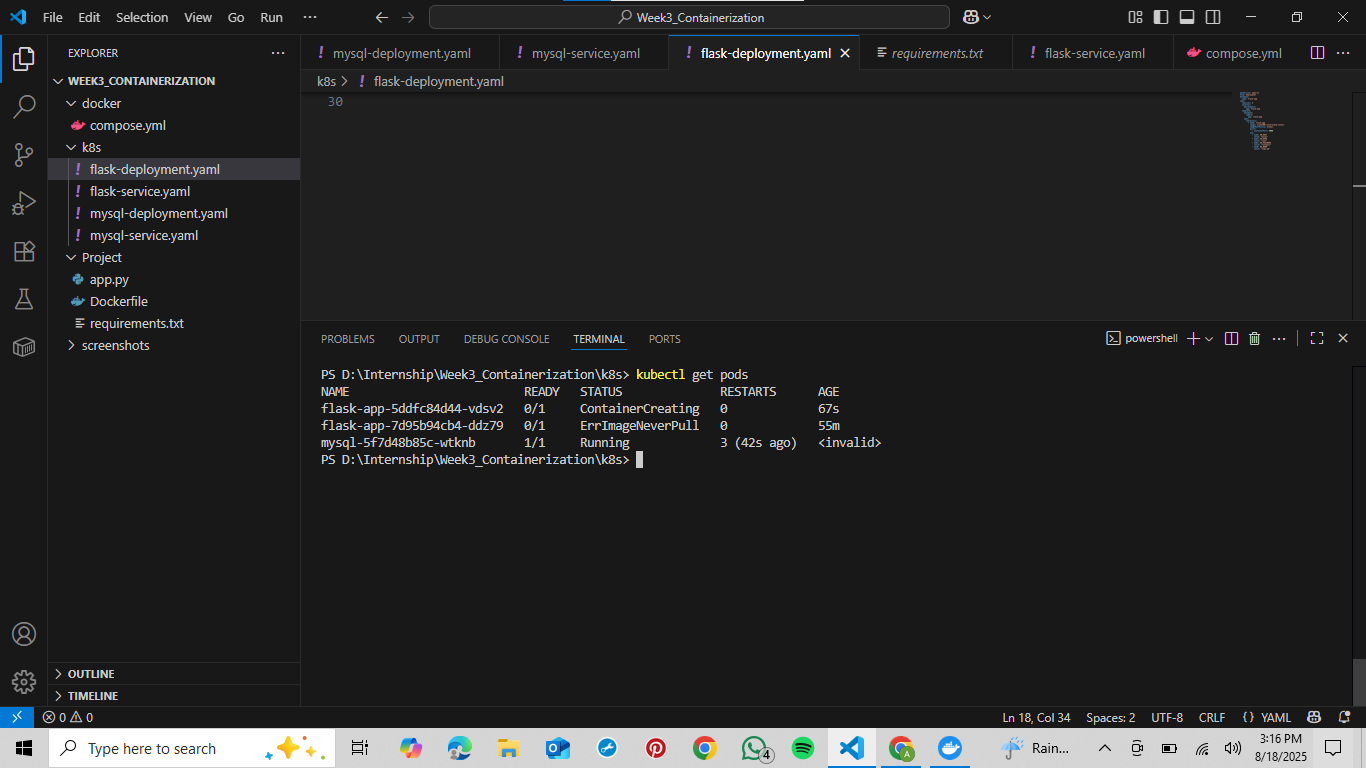 File Edit Selection View Go Run ··· Week3_Containerization
EXPLORER ···
WEEK3_CONTAINERIZATION
docker
compose.yml
k8s
! flask-deployment.yaml
! flask-service.yaml
! mysql-deployment.yaml
! mysql-service.yaml
Project
app.py
Dockerfile
requirements.txt
screenshots
OUTLINE
TIMELINE
! mysql-deployment.yaml ! mysql-service.yaml ! flask-deployment.yaml requirements.txt ! flask-service.yaml compose.yml ···
k8s > ! flask-deployment.yaml
30
PROBLEMS OUTPUT DEBUG CONSOLE TERMINAL PORTS powershell ···
PS D:\Internship\Week3_Containerization\k8s> kubectl get pods
NAME READY STATUS RESTARTS AGE
flask-app-5ddfc84d44-vdsv2 0/1 ContainerCreating 0 67s
flask-app-7d95b94cb4-ddz79 0/1 ErrImageNeverPull 0 55m
mysql-5f7d48b85c-wtknb 1/1 Running 3 (42s ago) <invalid>
PS D:\Internship\Week3_Containerization\k8s>
0 0 Ln 18, Col 34 Spaces: 2 UTF-8 CRLF {} YAML
Type here to search 4 A Rain... 3:16 PM
8/18/2025